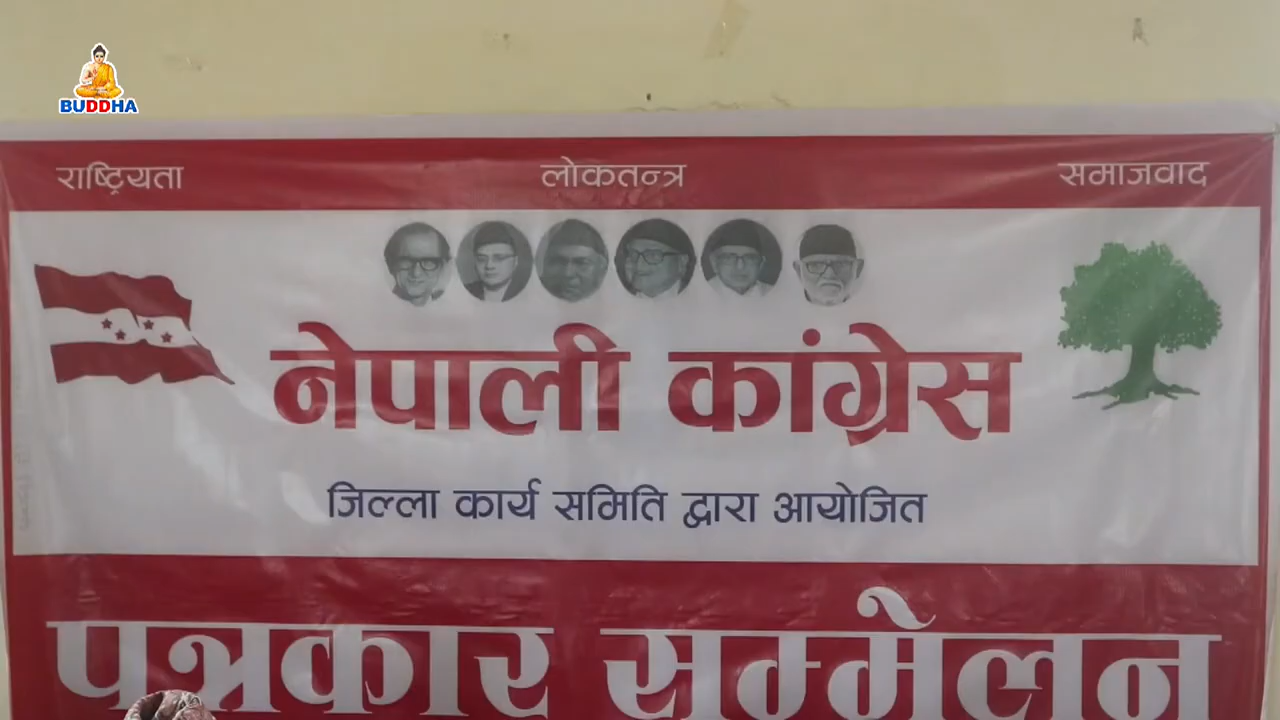 BUDDHA
राष्ट्रियता लोकतन्त्र समाजवाद
नेपाली कांग्रेस
जिल्ला कार्य समिति द्वारा आयोजित
पत्रकार सम्मेलन